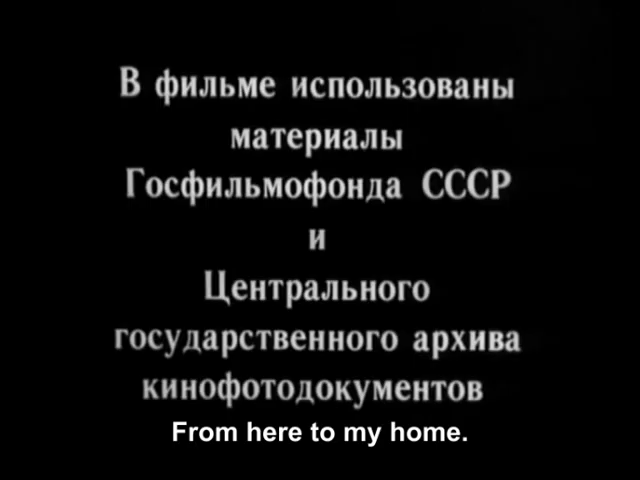 В фильме использованы
материалы
Госфильмофонда СССР
и
Центрального
государственного архива
кинофотодокументов
From here to my home.